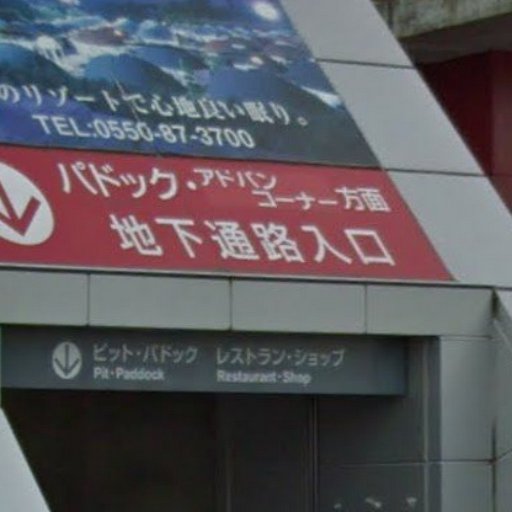 のリゾートで心地良い眠り。
TEL:0550-87-3700
パドック・アドバンコーナー方面
地下通路入口
ピット・パドック レストラン・ショップ
Pit・Paddock Restaurant・Shop